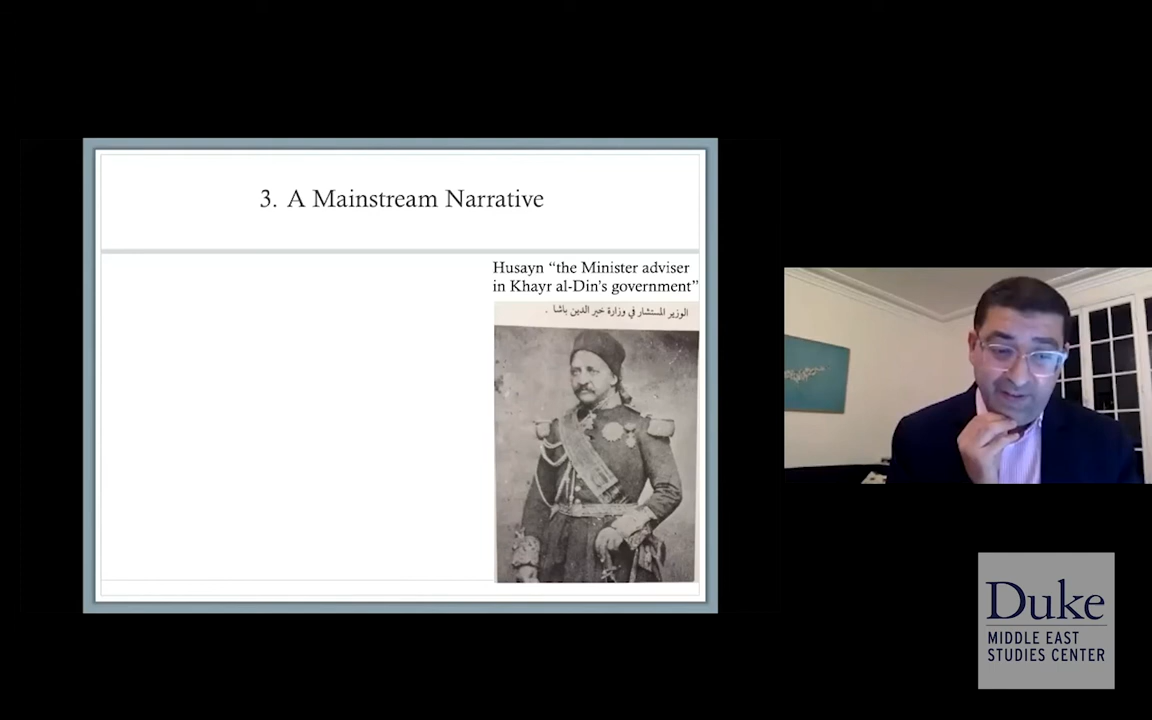 3. A Mainstream Narrative
Husayn “the Minister adviser
in Khayr al-Din’s government”
الوزير المستشار في وزارة خير الدين باشا .
Duke
MIDDLE EAST
STUDIES CENTER